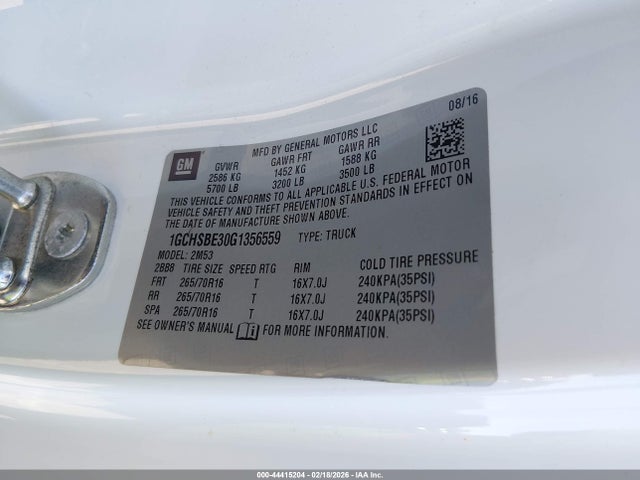 08/16
MFD BY GENERAL MOTORS LLC
GM
GVWR GAWR FRT GAWR RR
2586 KG 1452 KG 1588 KG
5700 LB 3200 LB 3500 LB
THIS VEHICLE CONFORMS TO ALL APPLICABLE U.S. FEDERAL MOTOR
VEHICLE SAFETY AND THEFT PREVENTION STANDARDS IN EFFECT ON
THE DATE OF MANUFACTURE SHOWN ABOVE.
1GCHSBE30G1356559 TYPE: TRUCK
MODEL: 2M53
2BB8 TIRE SIZE SPEED RTG RIM COLD TIRE PRESSURE
FRT 265/70R16 T 16X7.0J 240KPA(35PSI)
RR 265/70R16 T 16X7.0J 240KPA(35PSI)
SPA 265/70R16 T 16X7.0J 240KPA(35PSI)
SEE OWNER'S MANUAL FOR MORE INFORMATION.
000-44415204 - 02/18/2026 - IAA Inc.